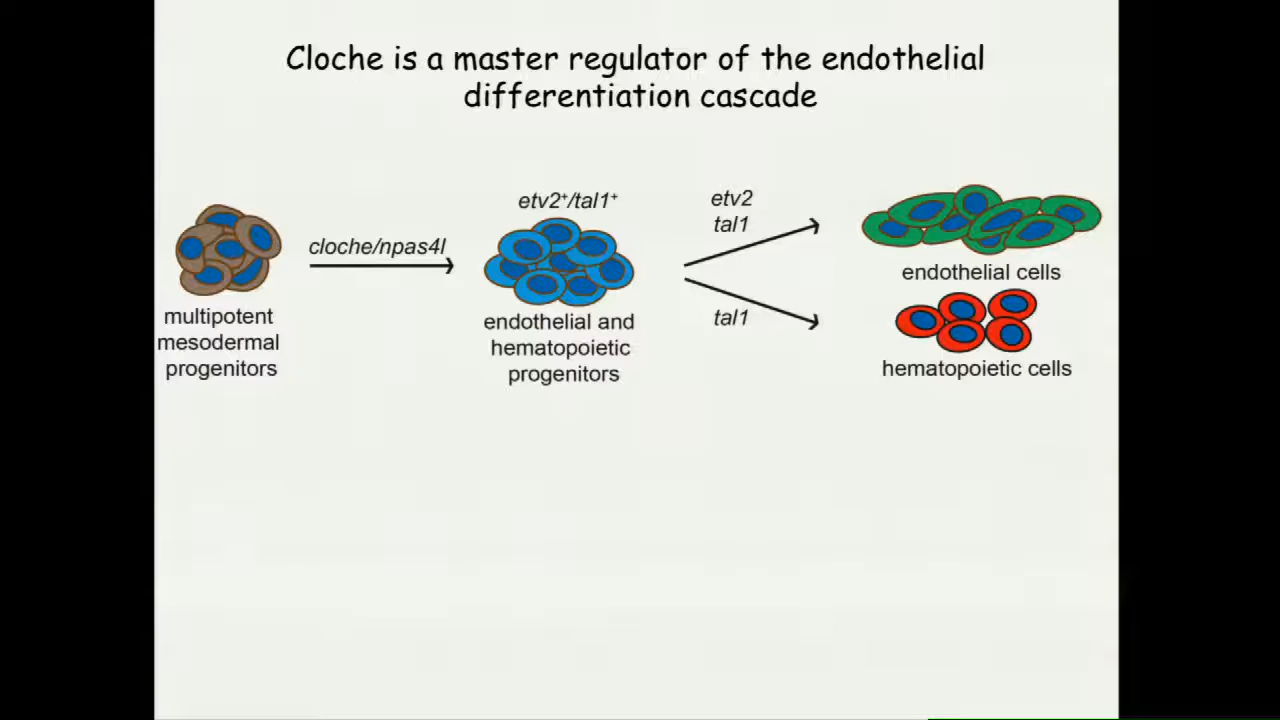 Cloche is a master regulator of the endothelial
differentiation cascade
multipotent
mesodermal
progenitors
cloche/npas4l
etv2⁺/tal1⁺
endothelial and
hematopoietic
progenitors
etv2
tal1
tal1
endothelial cells
hematopoietic cells